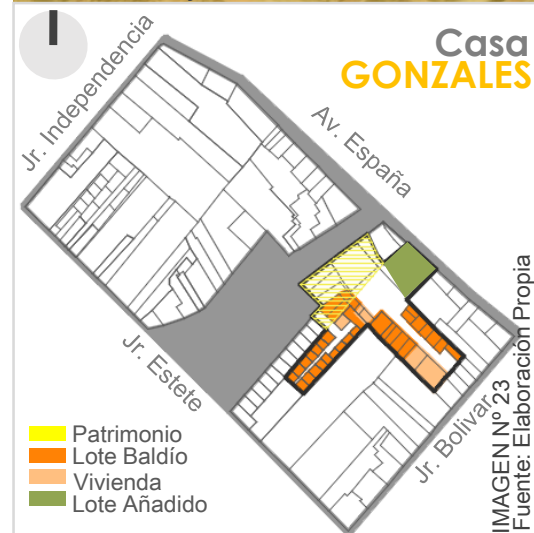 I
Casa
GONZALES
Jr. Independencia
Av. España
Jr. Estete
Jr. Bolivar
Patrimonio
Lote Baldío
Vivienda
Lote Añadido
IMAGEN Nº 23
Fuente: Elaboración Propia